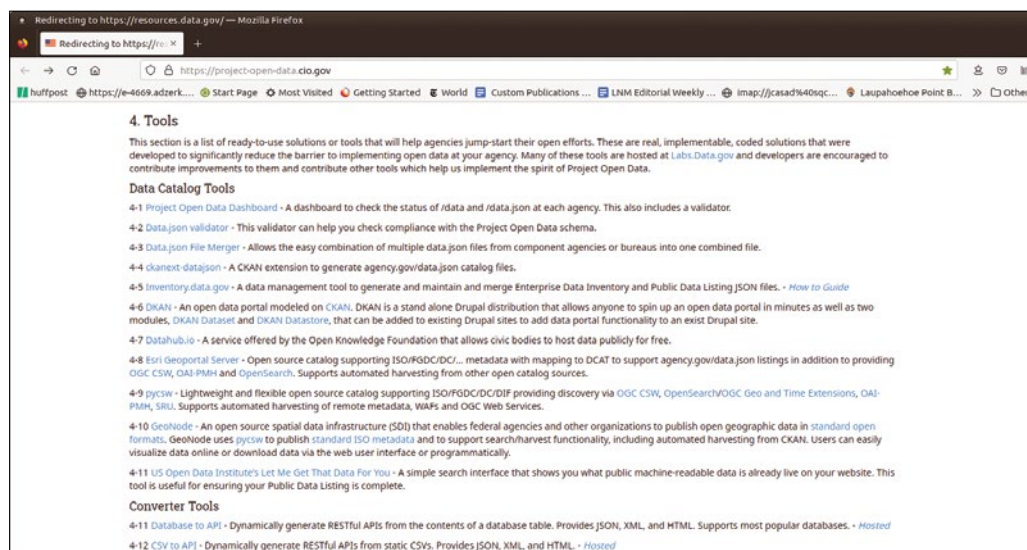 Redirecting to https://resources.data.gov/ — Mozilla Firefox
Redirecting to https://re
https://project-open-data.cio.gov
huffpost https://e-4669.adzerk.... Start Page Most Visited Getting Started World Custom Publications ... LNM Editorial Weekly ... imap://jcasad%40sqc... Laupahoehoe Point B... Other
4. Tools
This section is a list of ready-to-use solutions or tools that will help agencies jump-start their open efforts. These are real, implementable, coded solutions that were
developed to significantly reduce the barrier to implementing open data at your agency. Many of these tools are hosted at Labs.Data.gov and developers are encouraged to
contribute improvements to them and contribute other tools which help us implement the spirit of Project Open Data.
Data Catalog Tools
4-1 Project Open Data Dashboard - A dashboard to check the status of /data and /data.json at each agency. This also includes a validator.
4-2 Data.json validator - This validator can help you check compliance with the Project Open Data schema.
4-3 Data.json File Merger - Allows the easy combination of multiple data.json files from component agencies or bureaus into one combined file.
4-4 ckanext-datajson - A CKAN extension to generate agency.gov/data.json catalog files.
4-5 Inventory.data.gov - A data management tool to generate and maintain and merge Enterprise Data Inventory and Public Data Listing JSON files. - How to Guide
4-6 DKAN - An open data portal modeled on CKAN. DKAN is a stand alone Drupal distribution that allows anyone to spin up an open data portal in minutes as well as two
modules, DKAN Dataset and DKAN Datastore, that can be added to existing Drupal sites to add data portal functionality to an exist Drupal site.
4-7 Datahub.io - A service offered by the Open Knowledge Foundation that allows civic bodies to host data publicly for free.
4-8 Esri Geoportal Server - Open source catalog supporting ISO/FGDC/DC/... metadata with mapping to DCAT to support agency.gov/data.json listings in addition to providing
OGC CSW, OAI-PMH and OpenSearch. Supports automated harvesting from other open catalog sources.
4-9 pycsw - Lightweight and flexible open source catalog supporting ISO/FGDC/DC/DIF providing discovery via OGC CSW, OpenSearch/OGC Geo and Time Extensions, OAI-
PMH, SRU. Supports automated harvesting of remote metadata, WAFs and OGC Web Services.
4-10 GeoNode - An open source spatial data infrastructure (SDI) that enables federal agencies and other organizations to publish open geographic data in standard open
formats. GeoNode uses pycsw to publish standard ISO metadata and to support search/harvest functionality, including automated harvesting from CKAN. Users can easily
visualize data online or download data via the web user interface or programmatically.
4-11 US Open Data Institute's Let Me Get That Data For You - A simple search interface that shows you what public machine-readable data is already live on your website. This
tool is useful for ensuring your Public Data Listing is complete.
Converter Tools
4-11 Database to API - Dynamically generate RESTful APIs from the contents of a database table. Provides JSON, XML, and HTML. Supports most popular databases. - Hosted
4-12 CSV to API - Dynamically generate RESTful APIs from static CSVs. Provides JSON, XML, and HTML. - Hosted